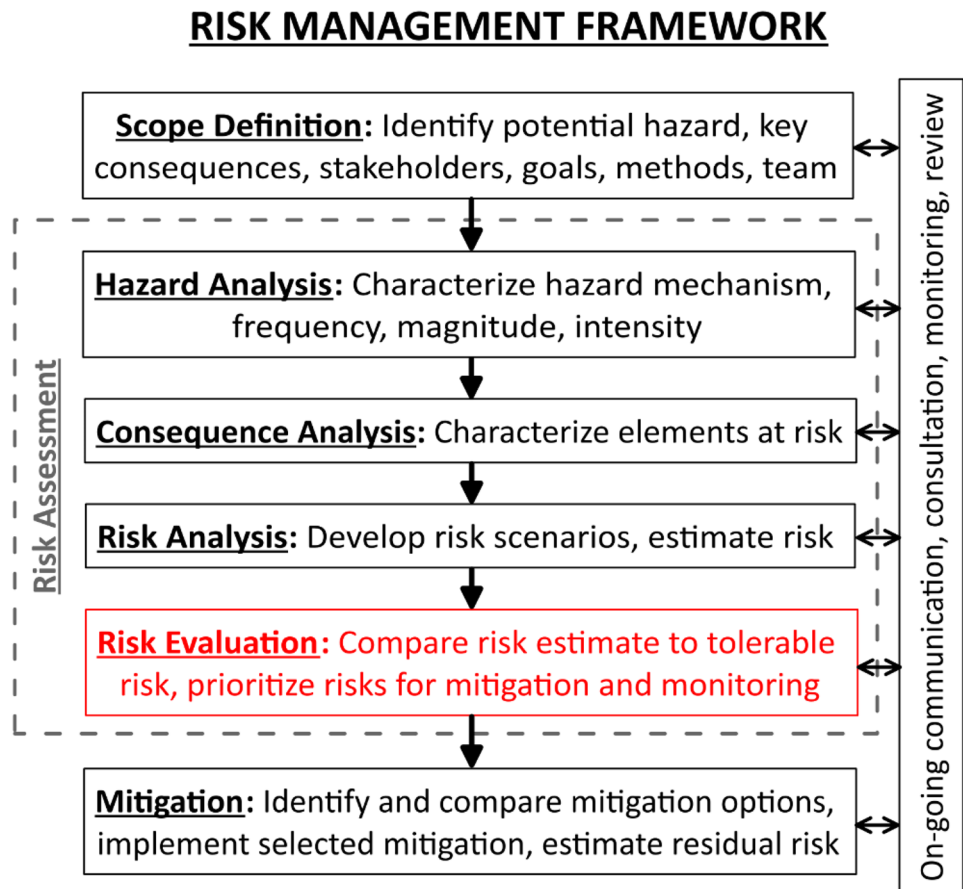 RISK MANAGEMENT FRAMEWORK
Scope Definition: Identify potential hazard, key
consequences, stakeholders, goals, methods, team
Hazard Analysis: Characterize hazard mechanism,
frequency, magnitude, intensity
Consequence Analysis: Characterize elements at risk
Risk Analysis: Develop risk scenarios, estimate risk
Risk Evaluation: Compare risk estimate to tolerable
risk, prioritize risks for mitigation and monitoring
Mitigation: Identify and compare mitigation options,
implement selected mitigation, estimate residual risk
Risk Assessment
On-going communication, consultation, monitoring, review